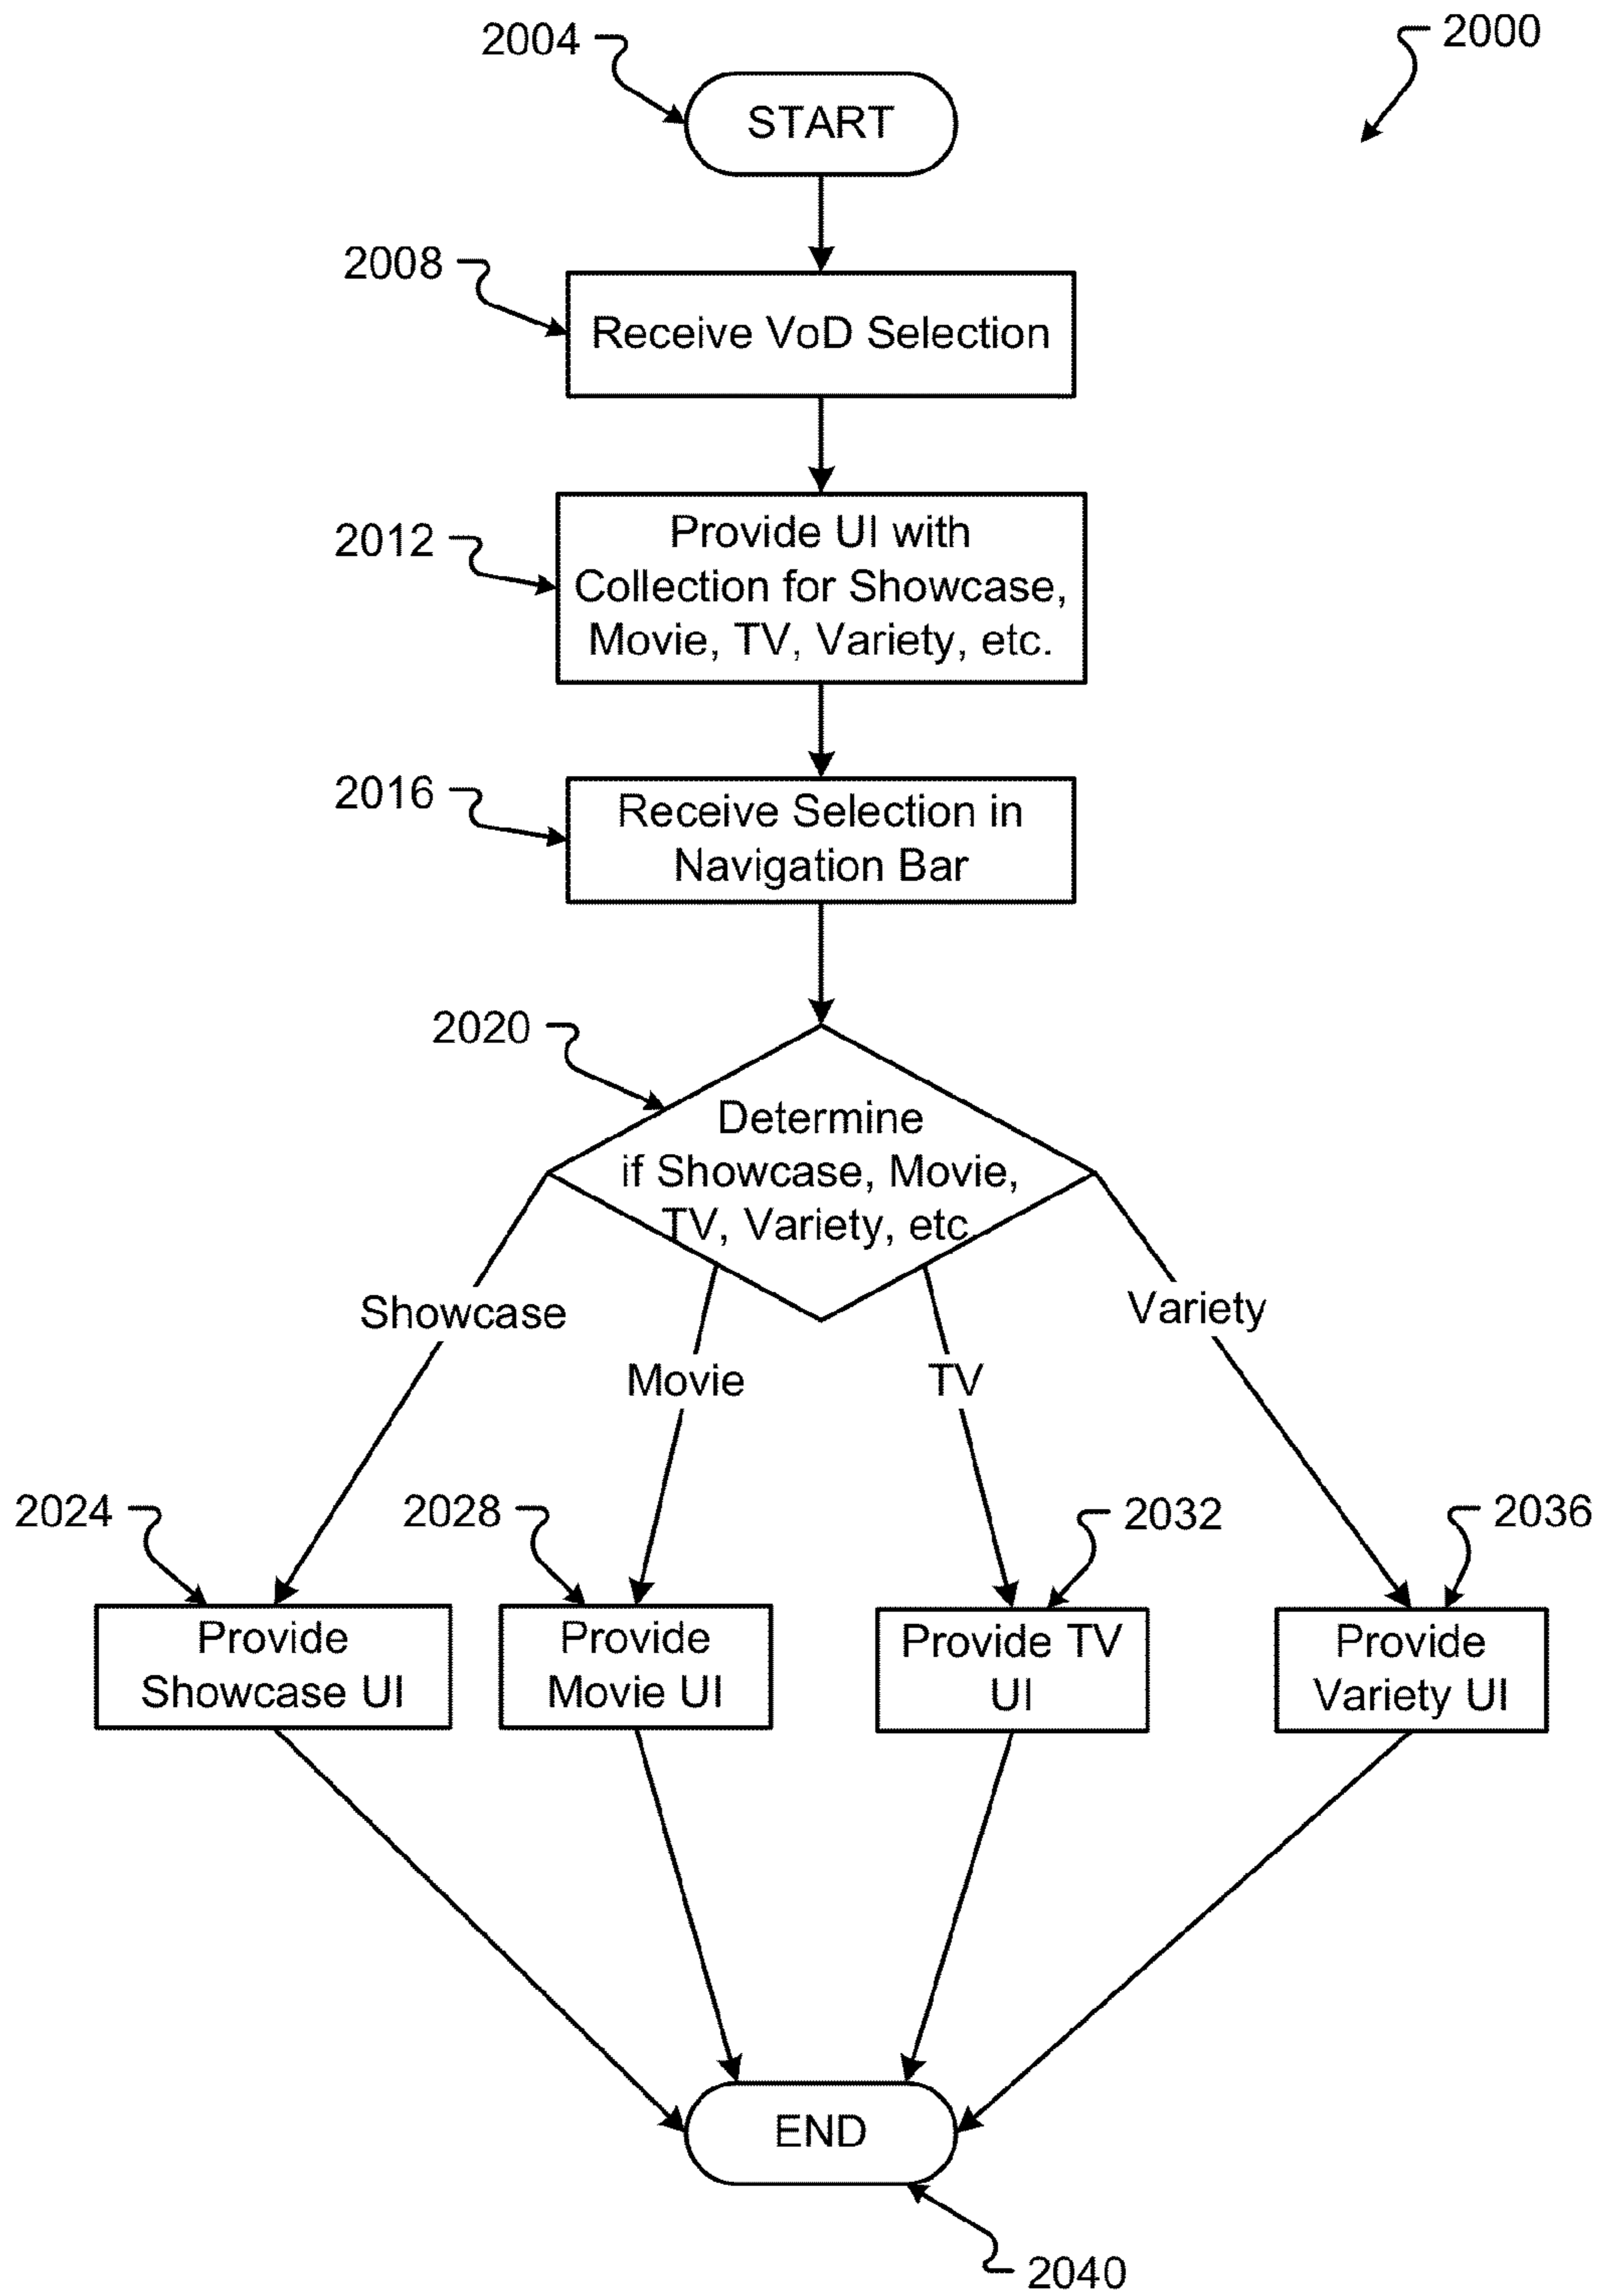 2000
2004
START
2008
Receive VoD Selection
2012
Provide UI with
Collection for Showcase,
Movie, TV, Variety, etc.
2016
Receive Selection in
Navigation Bar
2020
Determine
if Showcase, Movie,
TV, Variety, etc.
Showcase
Movie
TV
Variety
2024
Provide
Showcase UI
2028
Provide
Movie UI
2032
Provide TV
UI
2036
Provide
Variety UI
END
2040